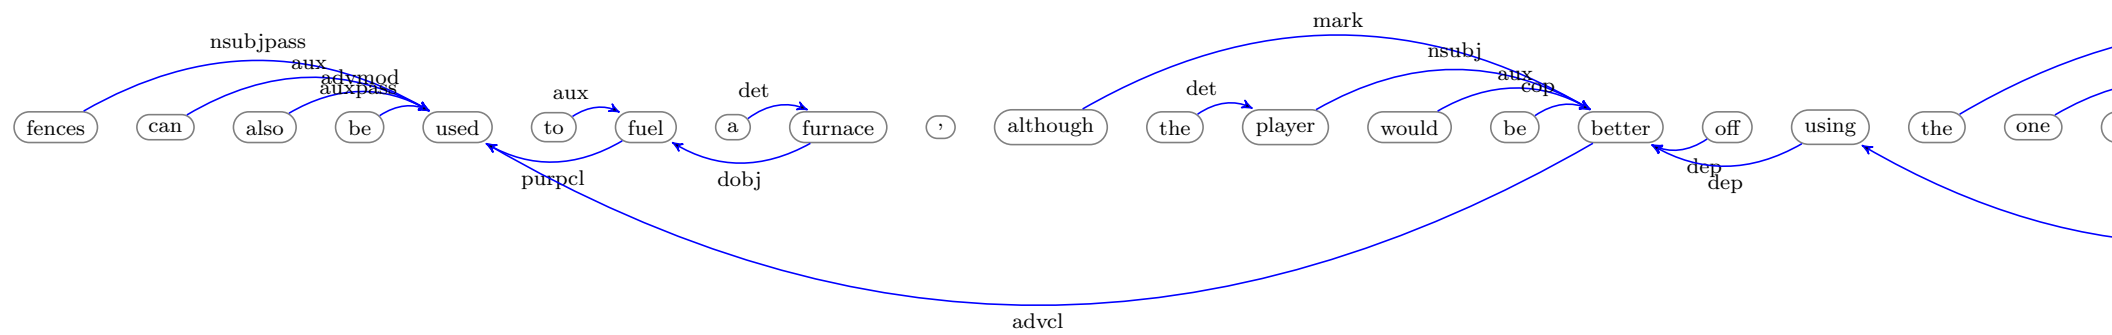 mark
nsubjpass
nsubj
aux
aux
advmod
cop
auxpass
aux
det
det
fences can also be used to fuel a furnace , although the player would be better off using the one
purpcl
dobj
dep
dep
advcl